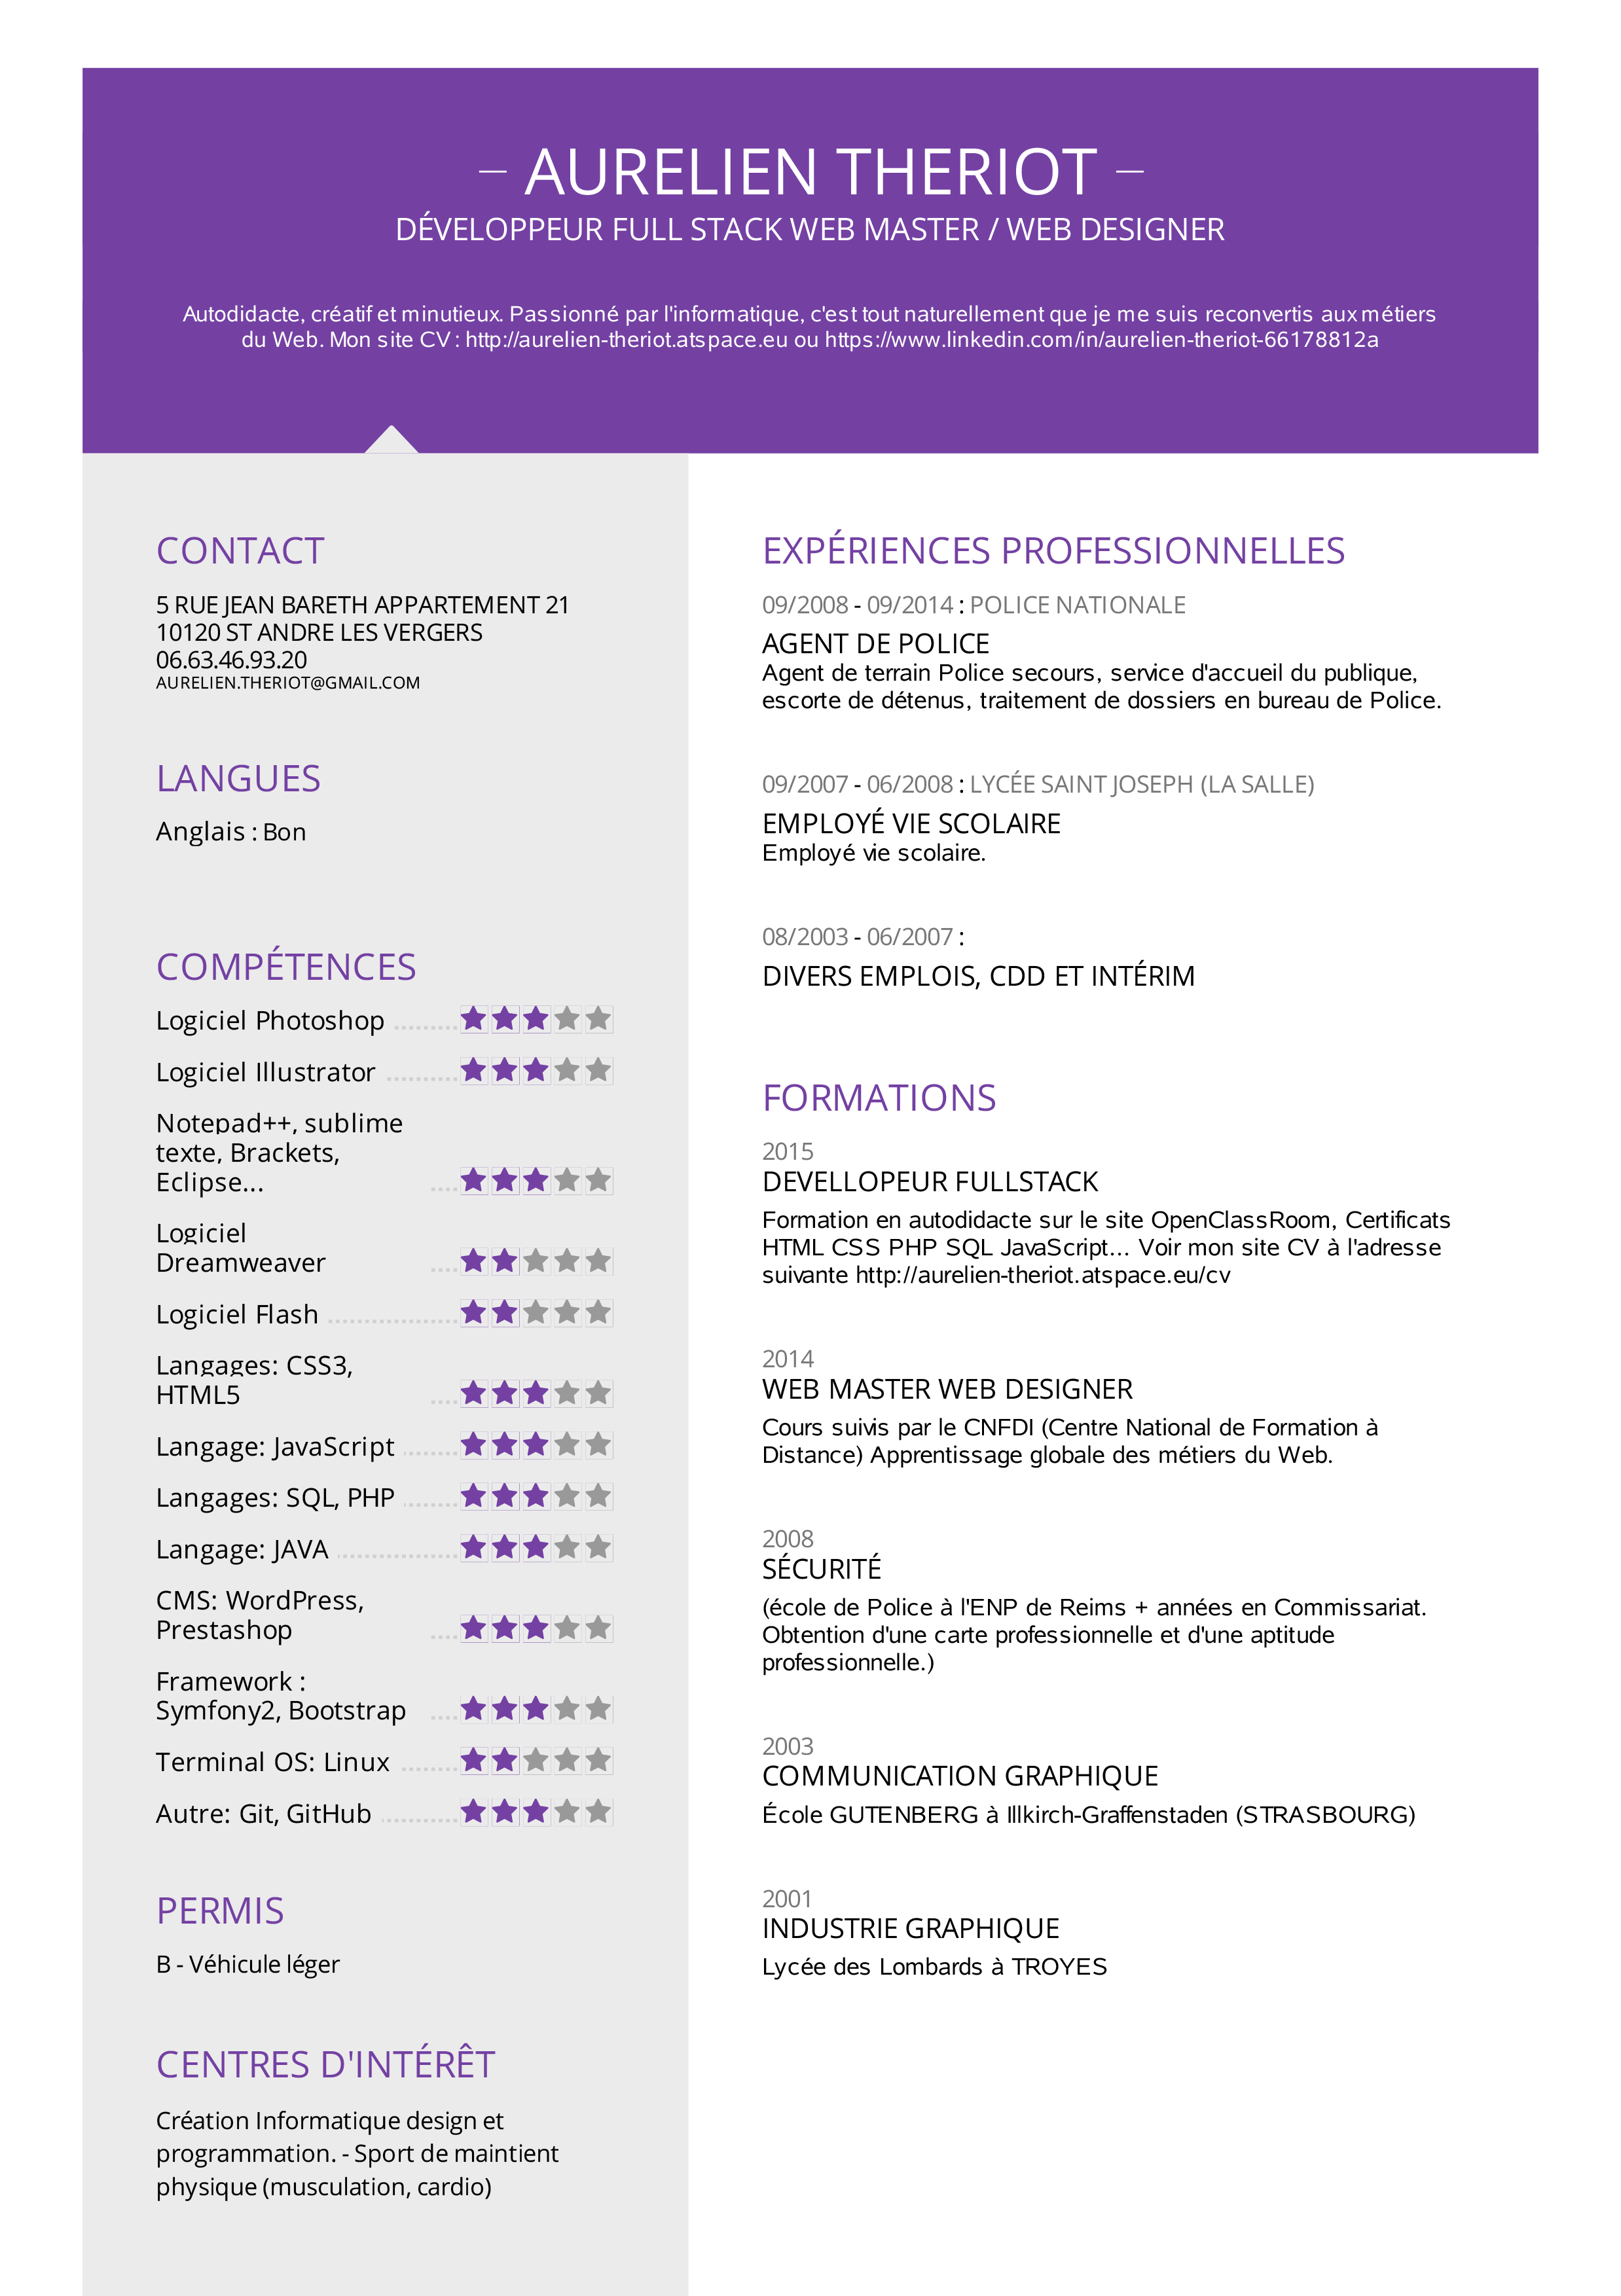 – AURELIEN THERIOT –
DÉVELOPPEUR FULL STACK WEB MASTER / WEB DESIGNER
Autodidacte, créatif et minutieux. Passionné par l'informatique, c'est tout naturellement que je me suis reconvertis aux métiers
du Web. Mon site CV : http://aurelien-theriot.atspace.eu ou https://www.linkedin.com/in/aurelien-theriot-66178812a
CONTACT
5 RUE JEAN BARETH APPARTEMENT 21
10120 ST ANDRE LES VERGERS
06.63.46.93.20
AURELIEN.THERIOT@GMAIL.COM
LANGUES
Anglais : Bon
COMPÉTENCES
Logiciel Photoshop
Logiciel Illustrator
Notepad++, sublime
texte, Brackets,
Eclipse...
Logiciel
Dreamweaver
Logiciel Flash
Langages: CSS3,
HTML5
Langage: JavaScript
Langages: SQL, PHP
Langage: JAVA
CMS: WordPress,
Prestashop
Framework :
Symfony2, Bootstrap
Terminal OS: Linux
Autre: Git, GitHub
PERMIS
B - Véhicule léger
CENTRES D'INTÉRÊT
Création Informatique design et
programmation. - Sport de maintient
physique (musculation, cardio)
EXPÉRIENCES PROFESSIONNELLES
09/2008 - 09/2014 : POLICE NATIONALE
AGENT DE POLICE
Agent de terrain Police secours, service d'accueil du publique,
escorte de détenus, traitement de dossiers en bureau de Police.
09/2007 - 06/2008 : LYCÉE SAINT JOSEPH (LA SALLE)
EMPLOYÉ VIE SCOLAIRE
Employé vie scolaire.
08/2003 - 06/2007 :
DIVERS EMPLOIS, CDD ET INTÉRIM
FORMATIONS
2015
DEVELLOPEUR FULLSTACK
Formation en autodidacte sur le site OpenClassRoom, Certificats
HTML CSS PHP SQL JavaScript... Voir mon site CV à l'adresse
suivante http://aurelien-theriot.atspace.eu/cv
2014
WEB MASTER WEB DESIGNER
Cours suivis par le CNFDI (Centre National de Formation à
Distance) Apprentissage globale des métiers du Web.
2008
SÉCURITÉ
(école de Police à l'ENP de Reims + années en Commissariat.
Obtention d'une carte professionnelle et d'une aptitude
professionnelle.)
2003
COMMUNICATION GRAPHIQUE
École GUTENBERG à Illkirch-Graffenstaden (STRASBOURG)
2001
INDUSTRIE GRAPHIQUE
Lycée des Lombards à TROYES